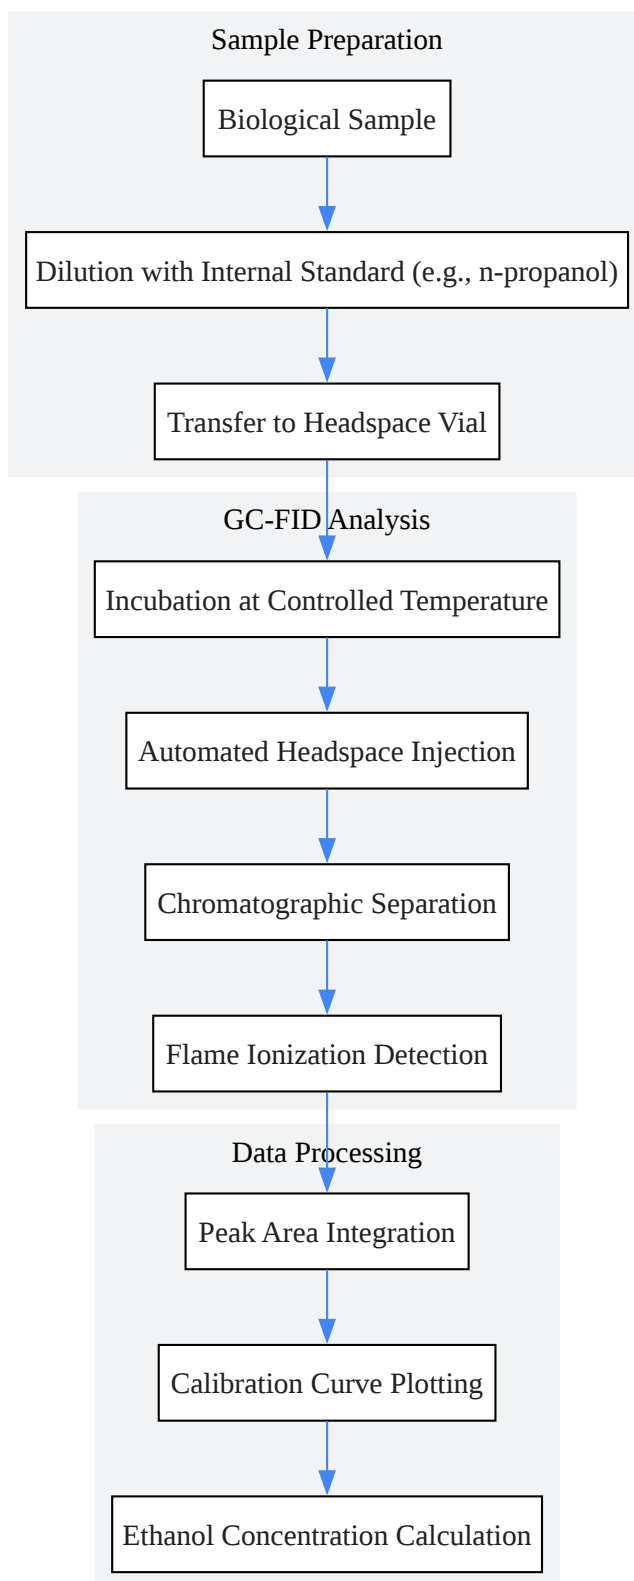 Sample Preparation
Biological Sample
Dilution with Internal Standard (e.g., n-propanol)
Transfer to Headspace Vial
GC-FID Analysis
Incubation at Controlled Temperature
Automated Headspace Injection
Chromatographic Separation
Flame Ionization Detection
Data Processing
Peak Area Integration
Calibration Curve Plotting
Ethanol Concentration Calculation